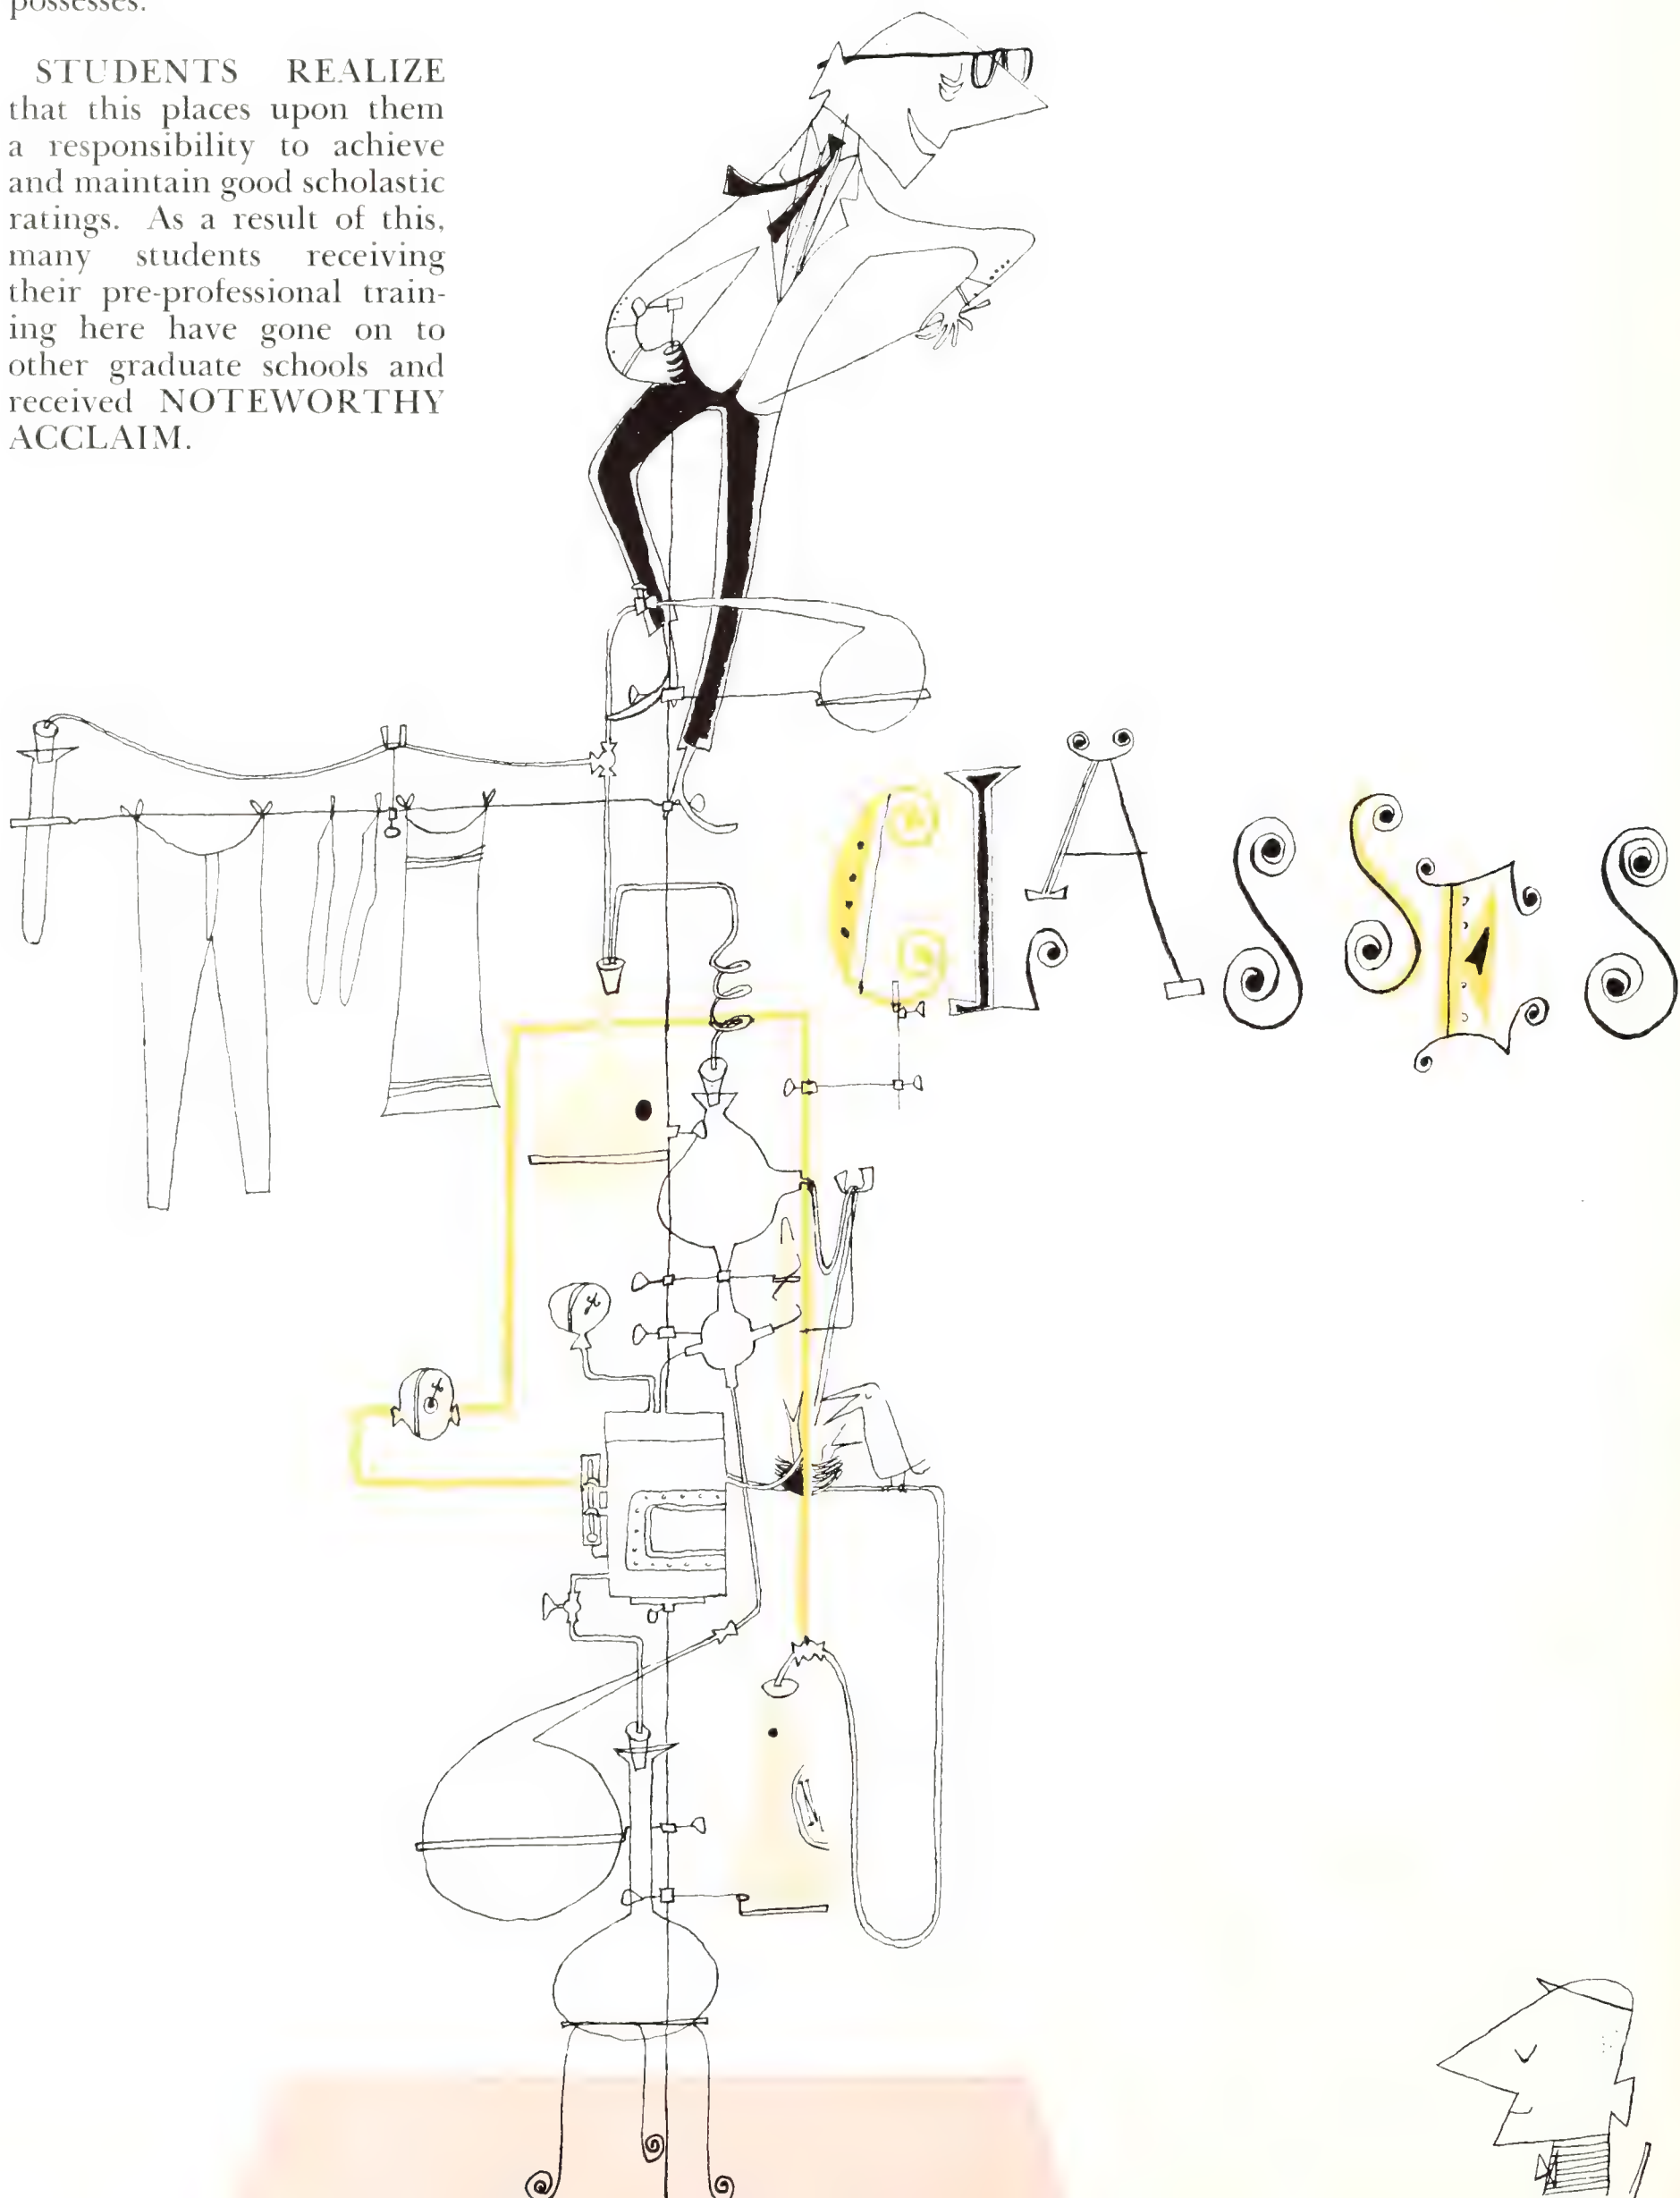 possesses.
STUDENTS REALIZE
that this places upon them
a responsibility to achieve
and maintain good scholastic
ratings. As a result of this,
many students receiving
their pre-professional train-
ing here have gone on to
other graduate schools and
received NOTEWORTHY
ACCLAIM.
CLASSES